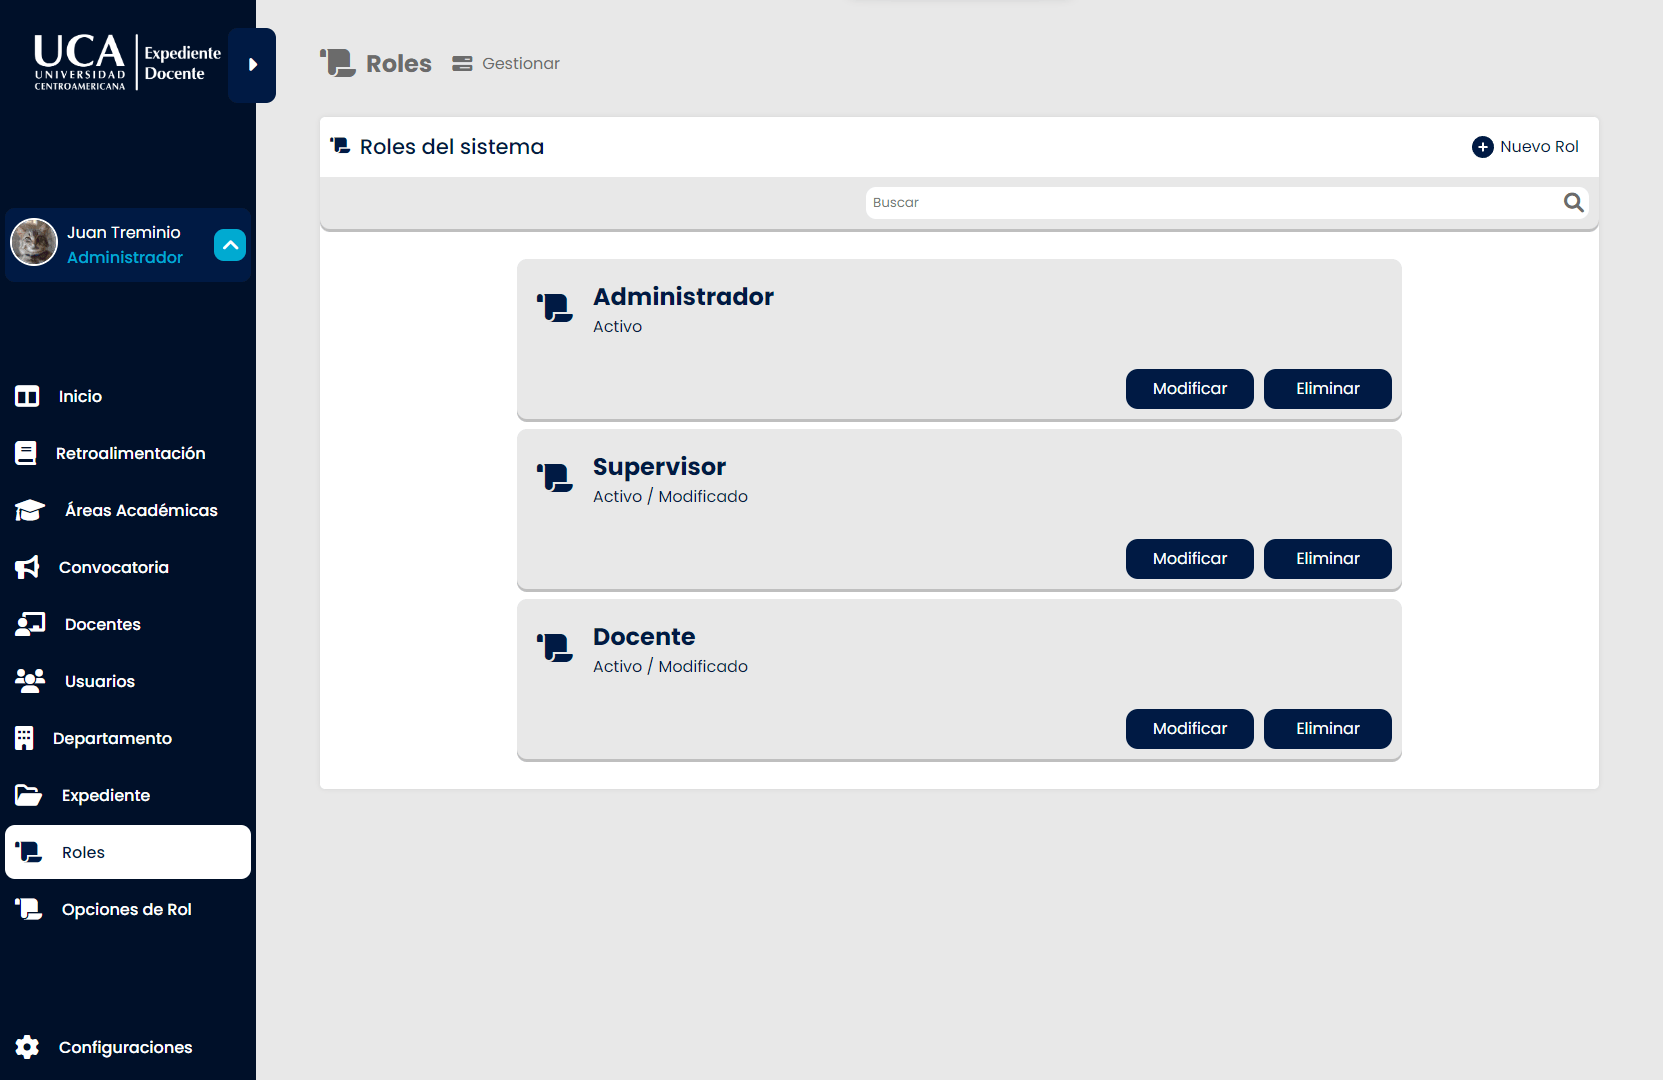 UCA
UNIVERSIDAD
CENTROAMERICANA
Expediente
Docente
Juan Treminio
Administrador
Inicio
Retroalimentación
Áreas Académicas
Convocatoria
Docentes
Usuarios
Departamento
Expediente
Roles
Opciones de Rol
Configuraciones
Roles Gestionar
Roles del sistema
Nuevo Rol
Buscar
Administrador
Activo
Modificar Eliminar
Supervisor
Activo / Modificado
Modificar Eliminar
Docente
Activo / Modificado
Modificar Eliminar